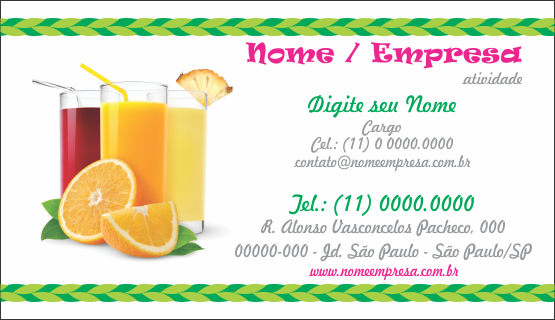 Nome / Empresa
atividade
Digite seu Nome
Cargo
Cel.: (11) 0 0000.0000
contato@nomeempresa.com.br
Tel.: (11) 0000.0000
R. Alonso Vasconcelos Pacheco, 000
00000-000 - Jd. São Paulo - São Paulo/SP
www.nomeempresa.com.br